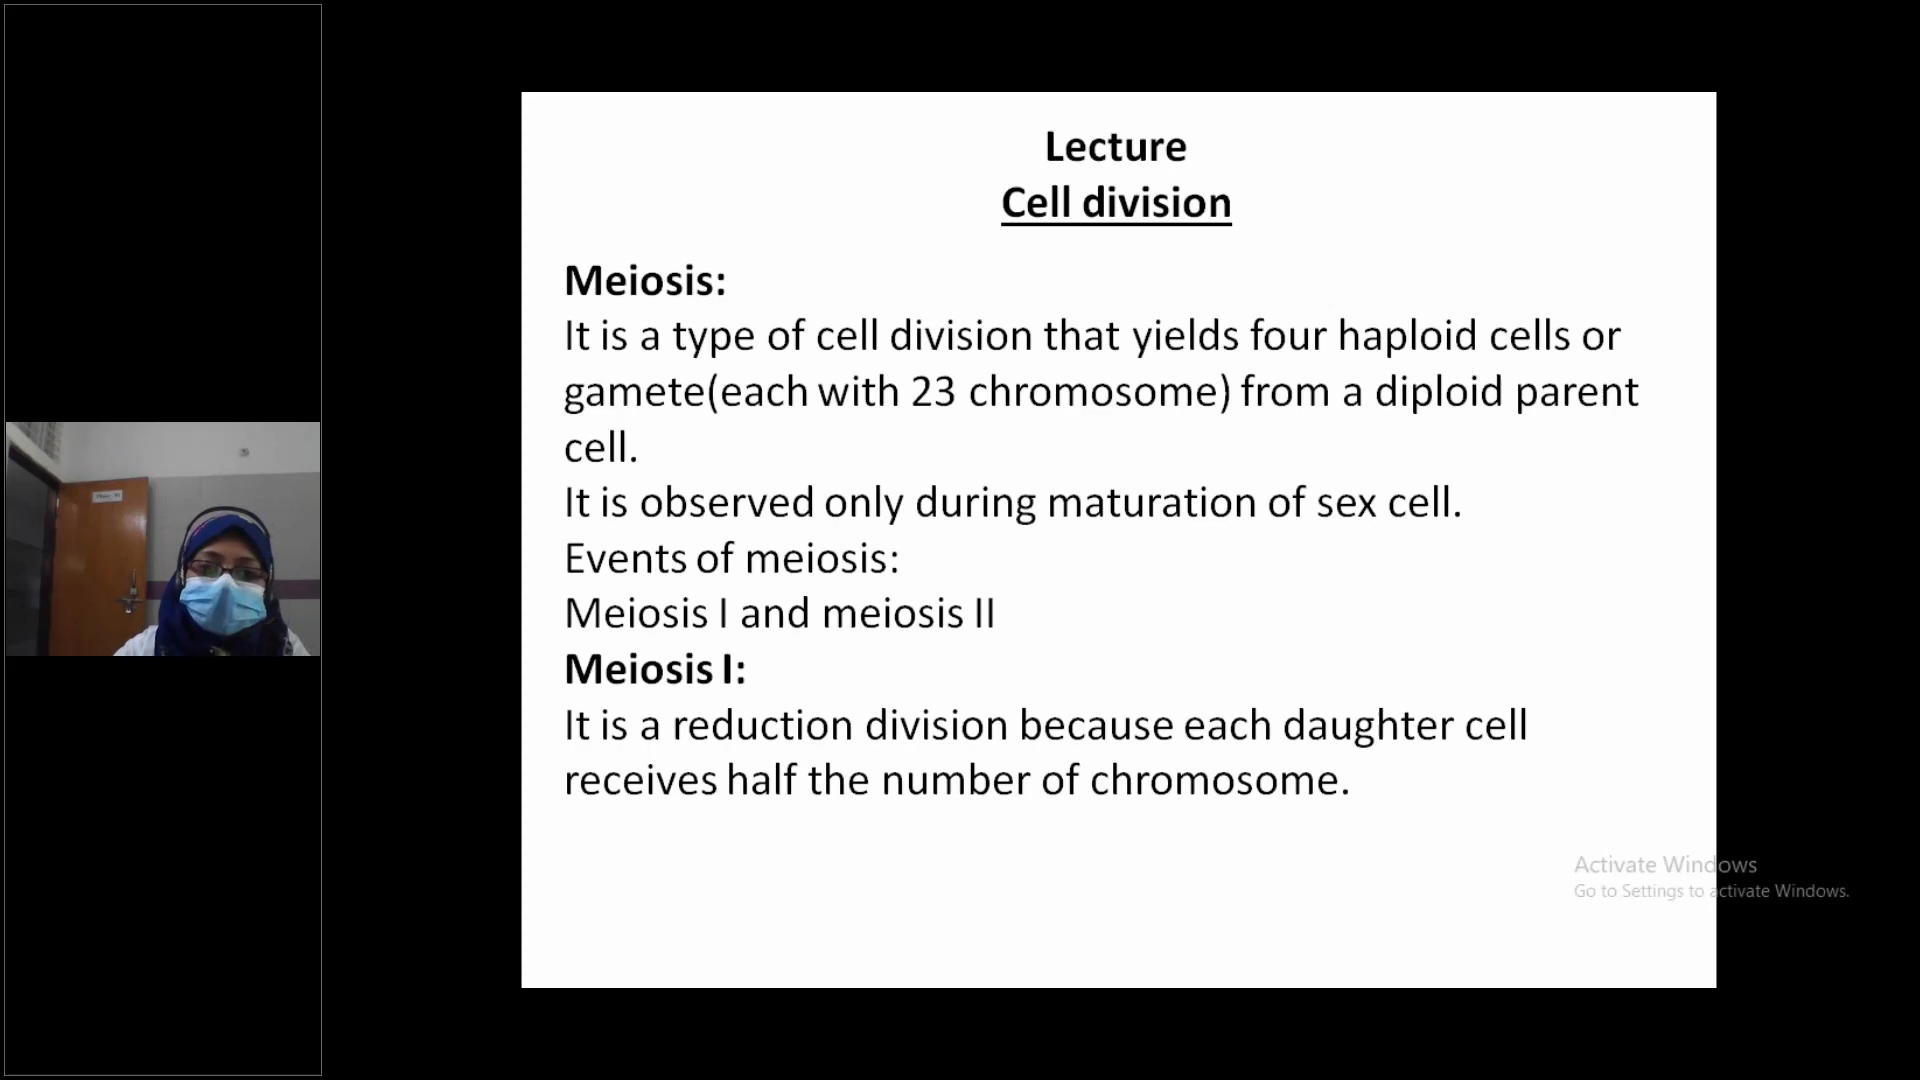 Lecture
Cell division
Meiosis:
It is a type of cell division that yields four haploid cells or
gamete(each with 23 chromosome) from a diploid parent
cell.
It is observed only during maturation of sex cell.
Events of meiosis:
Meiosis I and meiosis II
Meiosis I:
It is a reduction division because each daughter cell
receives half the number of chromosome.
Activate Windows
Go to Settings to activate Windows.